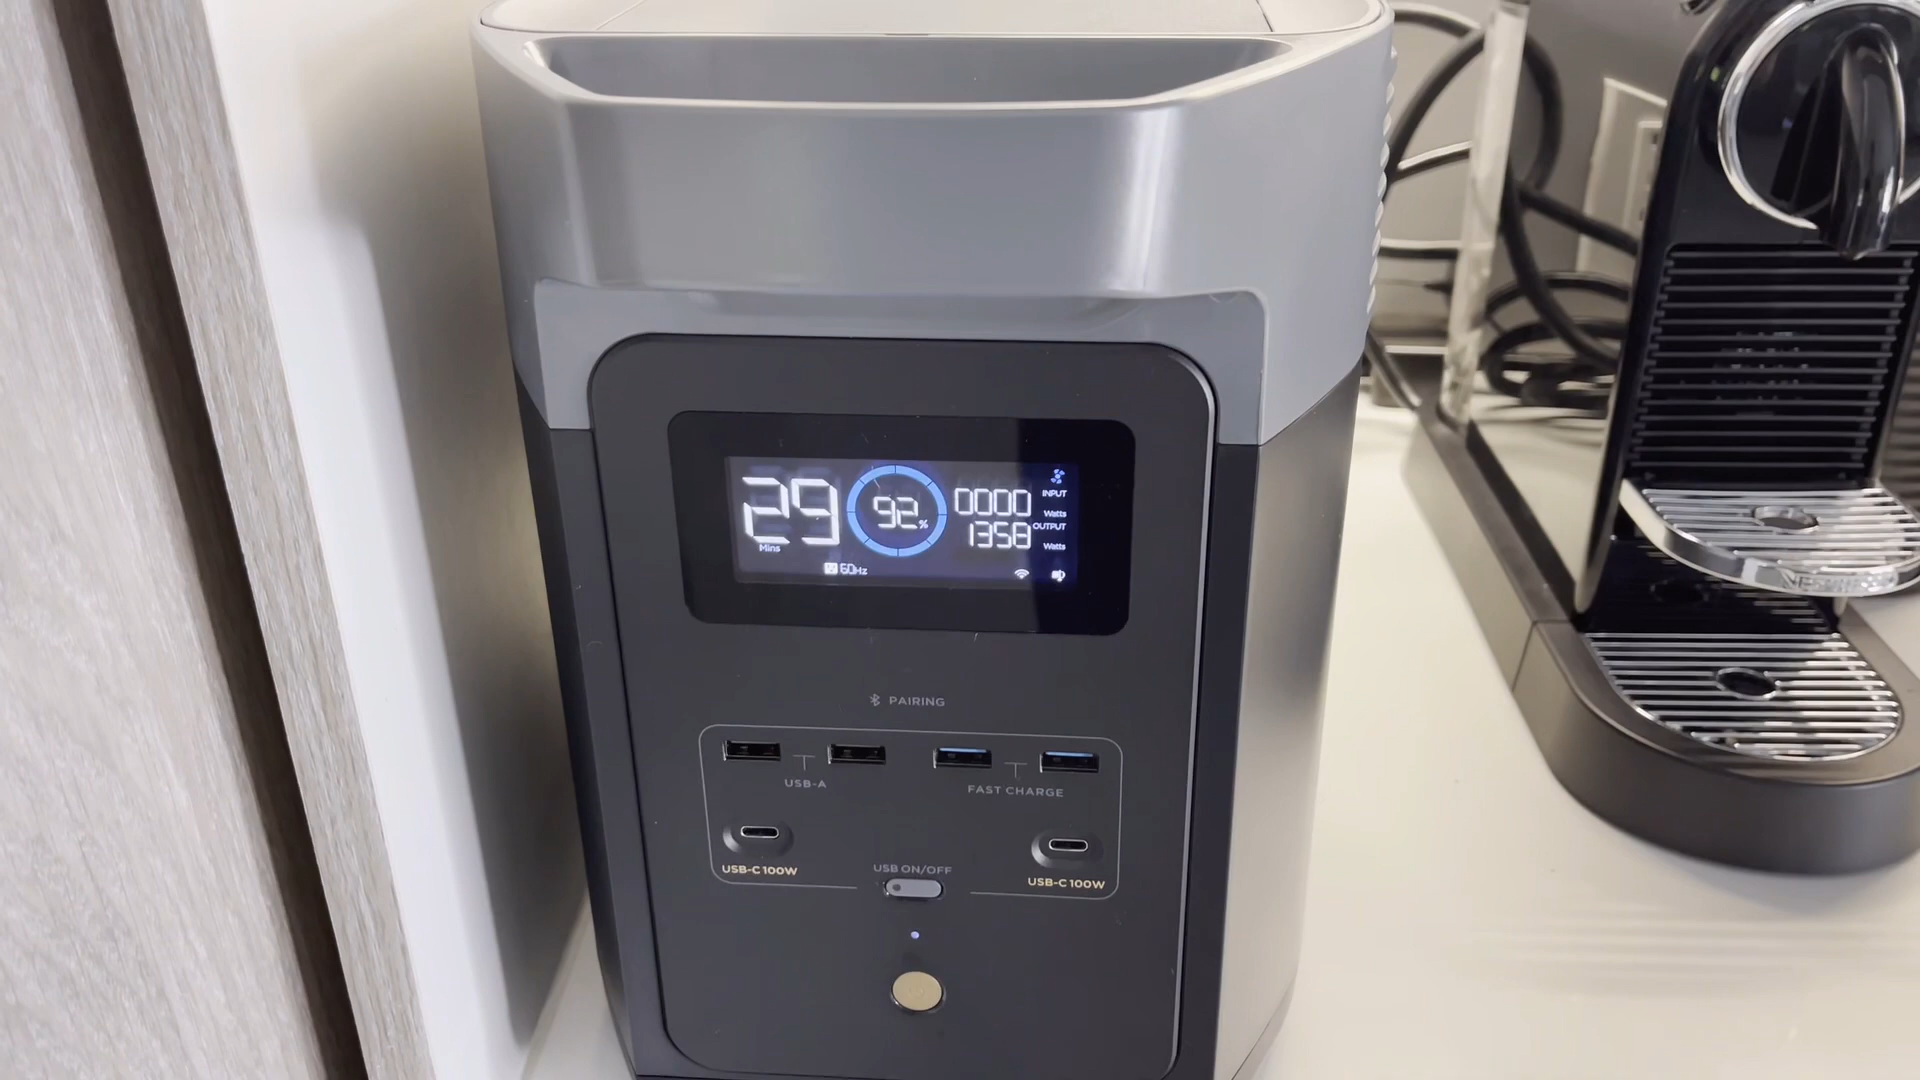 29
Mins
92%
0000
INPUT
Watts
1358
OUTPUT
Watts
60Hz
PAIRING
USB-A
FAST CHARGE
USB-C 100W
USB ON/OFF
USB-C 100W
NESPRESSO